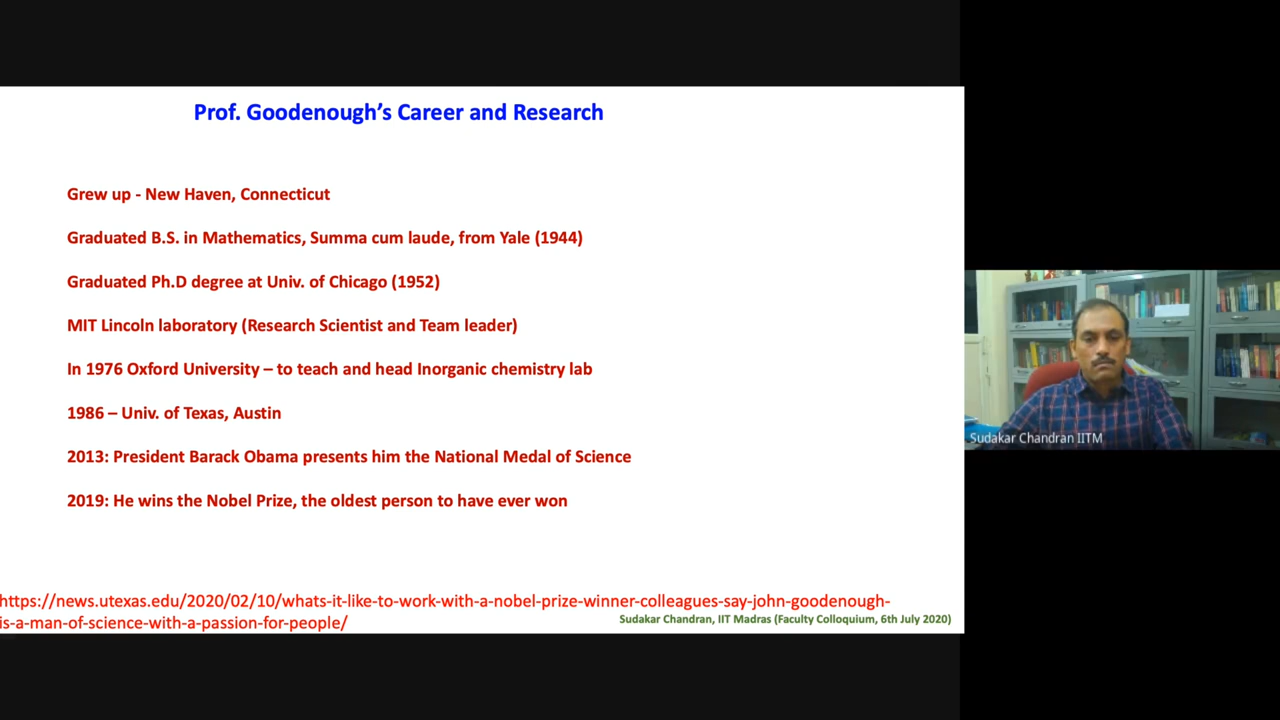 Prof. Goodenough’s Career and Research
Grew up - New Haven, Connecticut
Graduated B.S. in Mathematics, Summa cum laude, from Yale (1944)
Graduated Ph.D degree at Univ. of Chicago (1952)
MIT Lincoln laboratory (Research Scientist and Team leader)
In 1976 Oxford University – to teach and head Inorganic chemistry lab
1986 – Univ. of Texas, Austin
2013: President Barack Obama presents him the National Medal of Science
2019: He wins the Nobel Prize, the oldest person to have ever won
https://news.utexas.edu/2020/02/10/whats-it-like-to-work-with-a-nobel-prize-winner-colleagues-say-john-goodenough-
is-a-man-of-science-with-a-passion-for-people/
Sudakar Chandran, IIT Madras (Faculty Colloquium, 6th July 2020)
Sudakar Chandran IITM